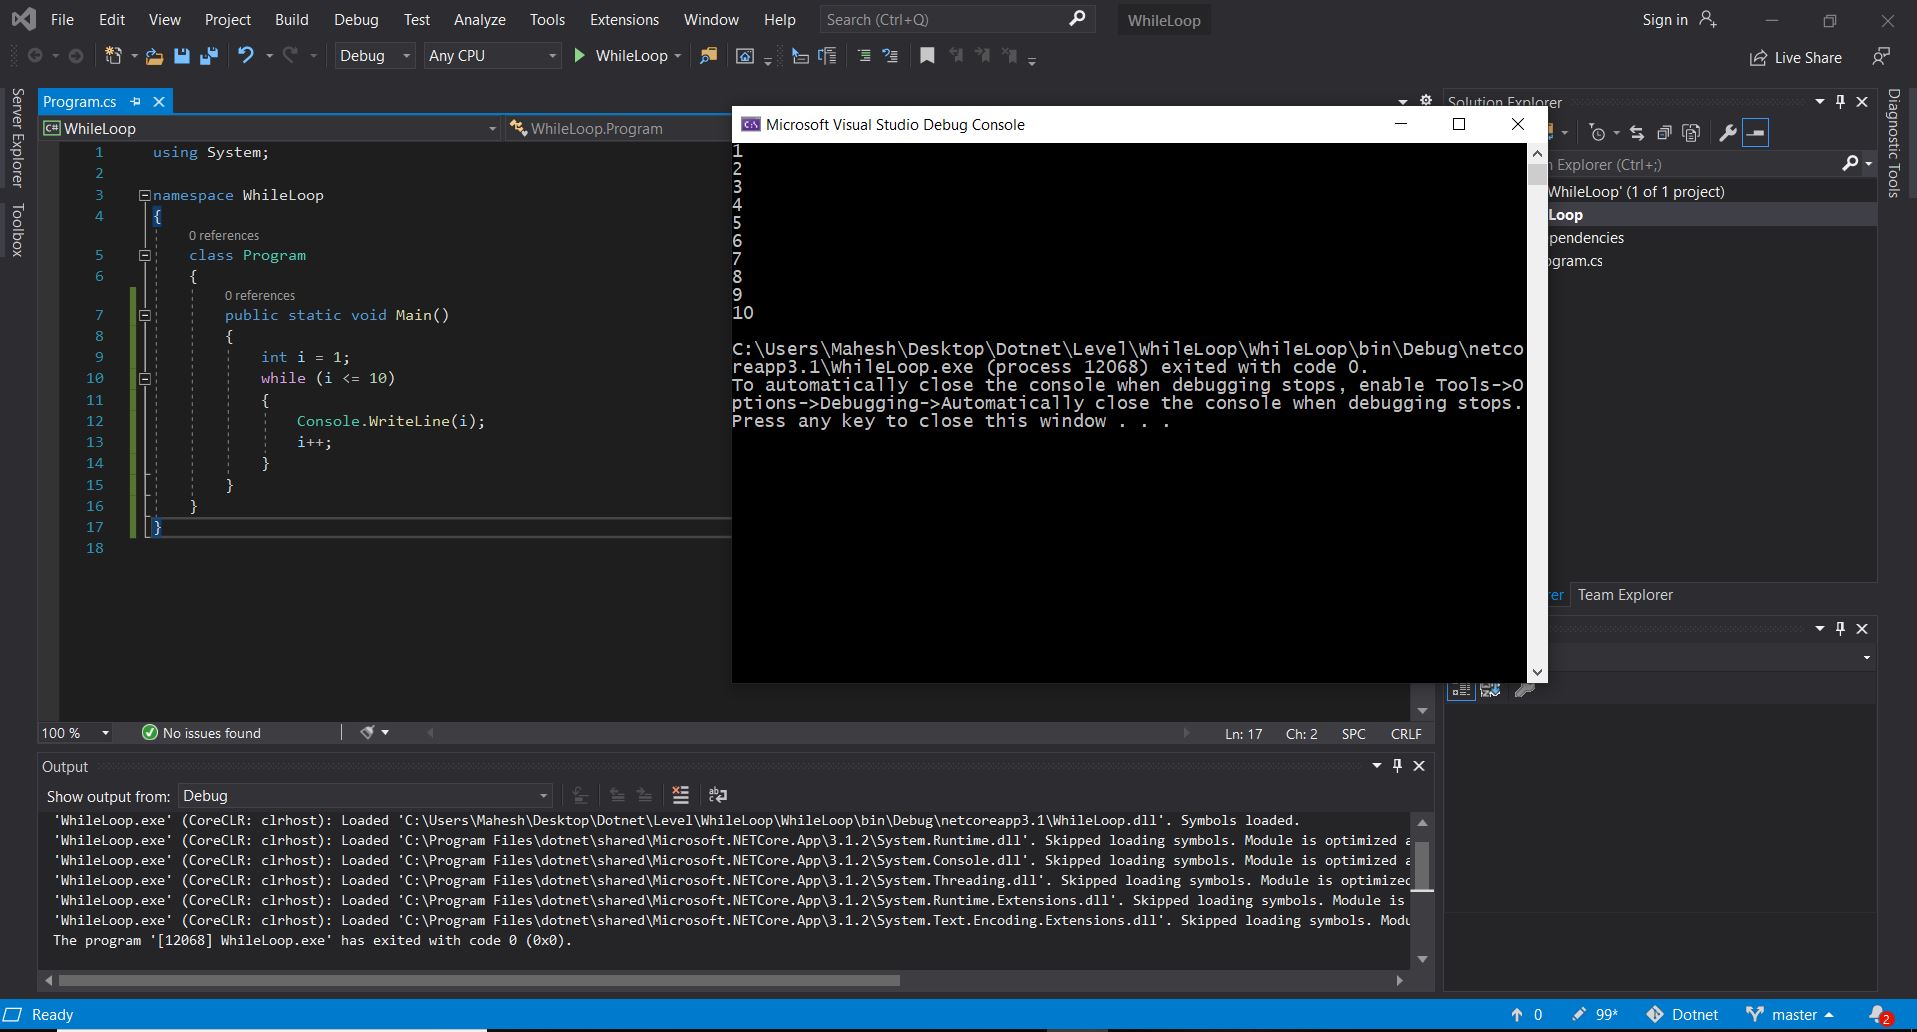 File Edit View Project Build Debug Test Analyze Tools Extensions Window Help Search (Ctrl+Q) WhileLoop Sign in
Debug Any CPU WhileLoop Live Share
Server Explorer
Toolbox
Program.cs
C# WhileLoop WhileLoop.Program
1 using System;
2
3 namespace WhileLoop
4 {
0 references
5 class Program
6 {
0 references
7 public static void Main()
8 {
9 int i = 1;
10 while (i <= 10)
11 {
12 Console.WriteLine(i);
13 i++;
14 }
15 }
16 }
17 }
18
Microsoft Visual Studio Debug Console
1
2
3
4
5
6
7
8
9
10
C:\Users\Mahesh\Desktop\Dotnet\Level\WhileLoop\WhileLoop\bin\Debug\netco
reapp3.1\WhileLoop.exe (process 12068) exited with code 0.
To automatically close the console when debugging stops, enable Tools->O
ptions->Debugging->Automatically close the console when debugging stops.
Press any key to close this window . . .
Solution Explorer
Explorer (Ctrl+;)
WhileLoop' (1 of 1 project)
Loop
pendencies
ogram.cs
er Team Explorer
Diagnostic Tools
100 % No issues found Ln: 17 Ch: 2 SPC CRLF
Output
Show output from: Debug
'WhileLoop.exe' (CoreCLR: clrhost): Loaded 'C:\Users\Mahesh\Desktop\Dotnet\Level\WhileLoop\WhileLoop\bin\Debug\netcoreapp3.1\WhileLoop.dll'. Symbols loaded.
'WhileLoop.exe' (CoreCLR: clrhost): Loaded 'C:\Program Files\dotnet\shared\Microsoft.NETCore.App\3.1.2\System.Runtime.dll'. Skipped loading symbols. Module is optimized a
'WhileLoop.exe' (CoreCLR: clrhost): Loaded 'C:\Program Files\dotnet\shared\Microsoft.NETCore.App\3.1.2\System.Console.dll'. Skipped loading symbols. Module is optimized a
'WhileLoop.exe' (CoreCLR: clrhost): Loaded 'C:\Program Files\dotnet\shared\Microsoft.NETCore.App\3.1.2\System.Threading.dll'. Skipped loading symbols. Module is optimized
'WhileLoop.exe' (CoreCLR: clrhost): Loaded 'C:\Program Files\dotnet\shared\Microsoft.NETCore.App\3.1.2\System.Runtime.Extensions.dll'. Skipped loading symbols. Module is
'WhileLoop.exe' (CoreCLR: clrhost): Loaded 'C:\Program Files\dotnet\shared\Microsoft.NETCore.App\3.1.2\System.Text.Encoding.Extensions.dll'. Skipped loading symbols. Modu
The program '[12068] WhileLoop.exe' has exited with code 0 (0x0).
Ready 0 99* Dotnet master 2